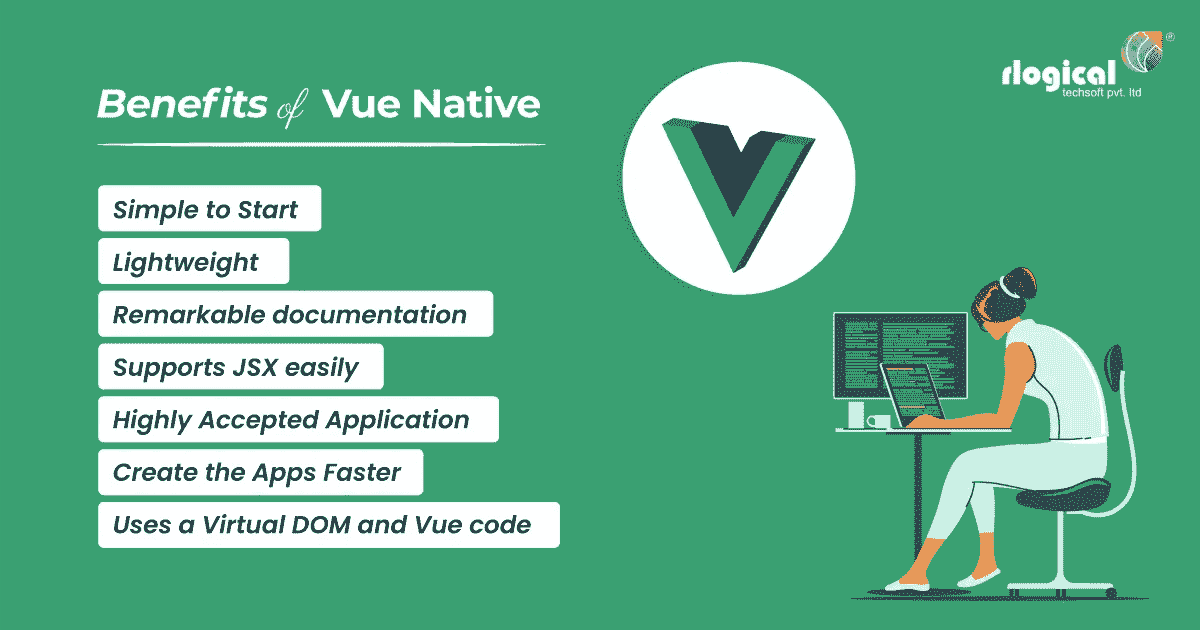 Benefits of Vue Native
rlogical
techsoft pvt. ltd
Simple to Start
Lightweight
Remarkable documentation
Supports JSX easily
Highly Accepted Application
Create the Apps Faster
Uses a Virtual DOM and Vue code